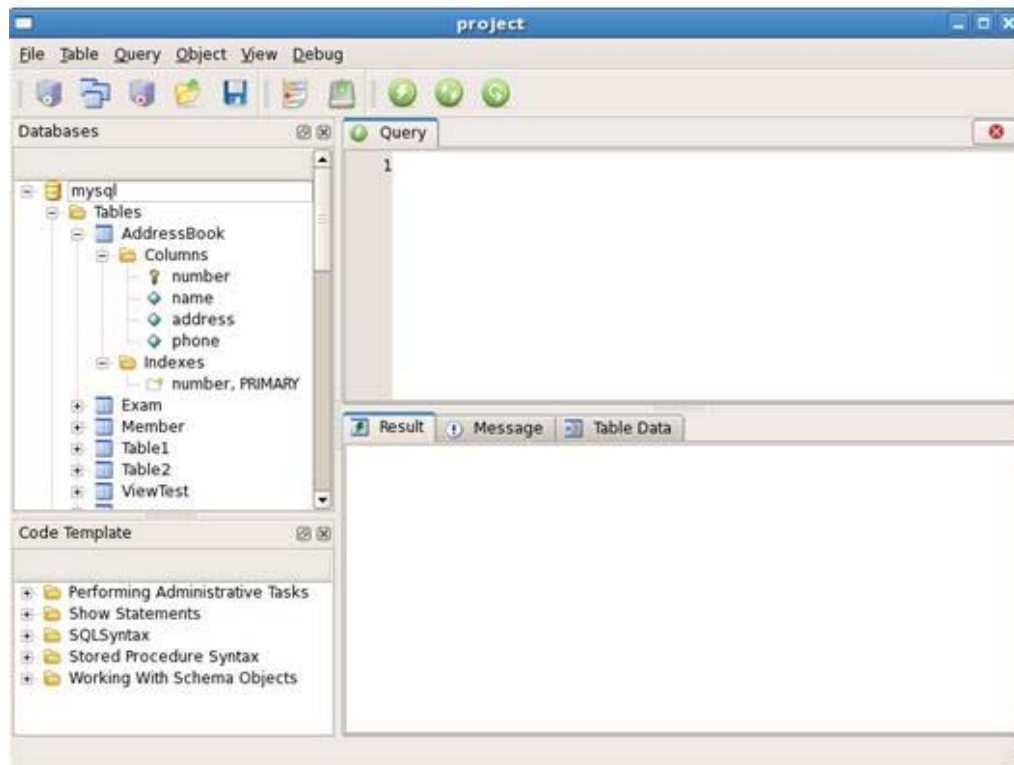 project
File Table Query Object View Debug
Databases
mysql
Tables
AddressBook
Columns
number
name
address
phone
Indexes
number, PRIMARY
Exam
Member
Table1
Table2
ViewTest
Code Template
Performing Administrative Tasks
Show Statements
SQLSyntax
Stored Procedure Syntax
Working With Schema Objects
Query
1
Result Message Table Data